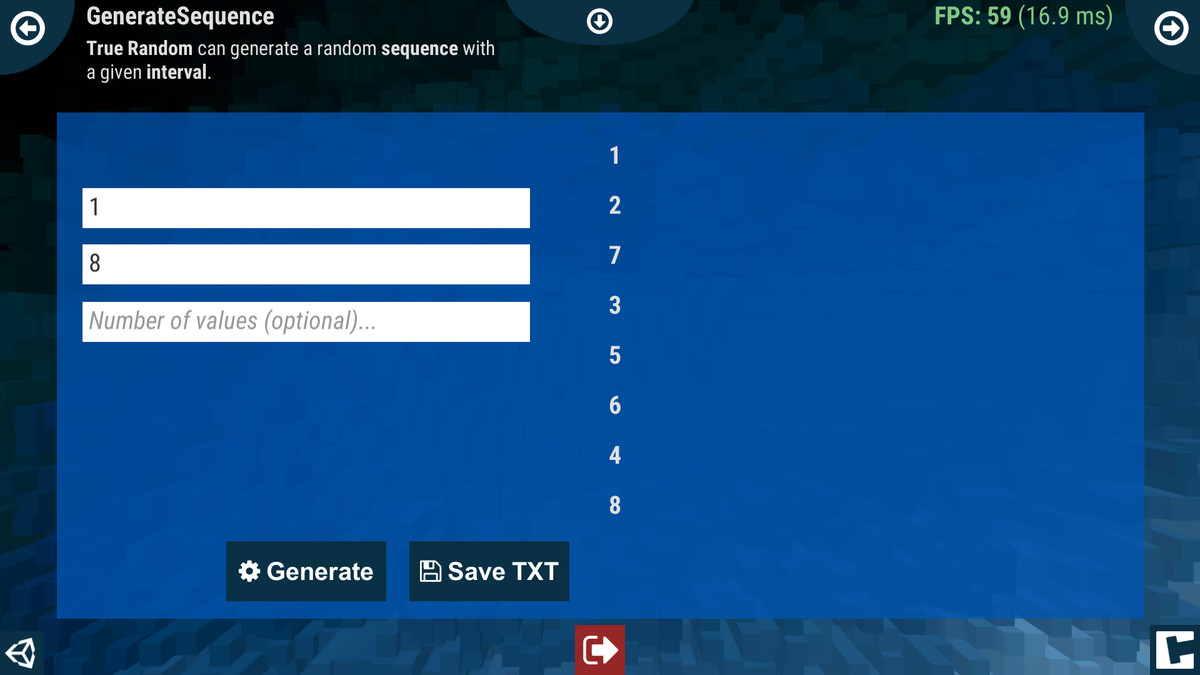 GenerateSequence
True Random can generate a random sequence with
a given interval.
FPS: 59 (16.9 ms)
1
8
Number of values (optional)...
1
2
7
3
5
6
4
8
Generate
Save TXT